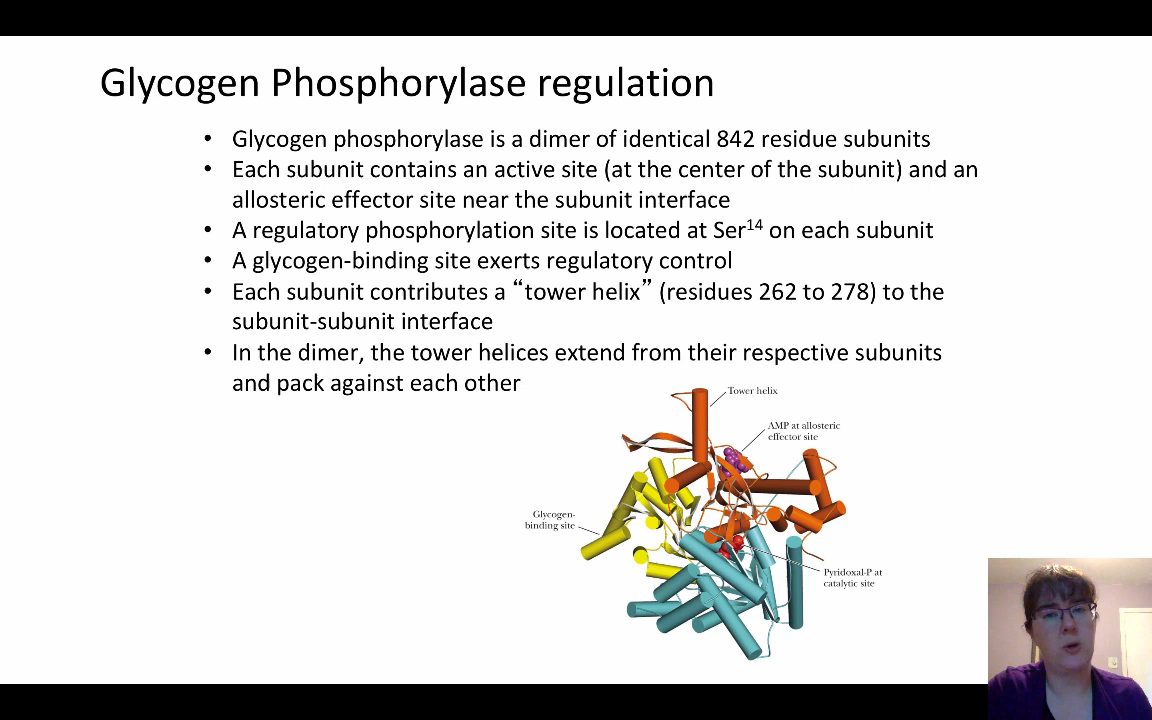 Glycogen Phosphorylase regulation
• Glycogen phosphorylase is a dimer of identical 842 residue subunits
• Each subunit contains an active site (at the center of the subunit) and an
allosteric effector site near the subunit interface
• A regulatory phosphorylation site is located at Ser¹⁴ on each subunit
• A glycogen-binding site exerts regulatory control
• Each subunit contributes a “tower helix” (residues 262 to 278) to the
subunit-subunit interface
• In the dimer, the tower helices extend from their respective subunits
and pack against each other
Tower helix
AMP at allosteric
effector site
Glycogen-
binding site
Pyridoxal-P at
catalytic site